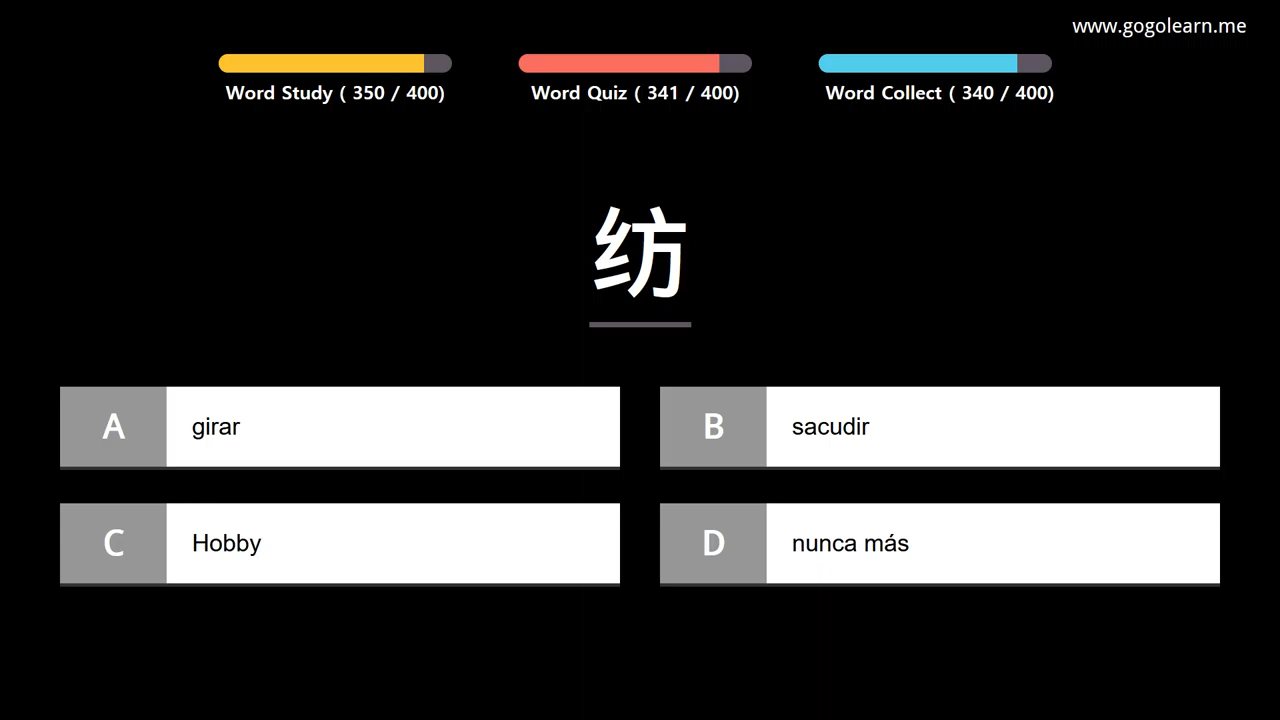 www.gogolearn.me
Word Study ( 350 / 400)
Word Quiz ( 341 / 400)
Word Collect ( 340 / 400)
纺
A girar
B sacudir
C Hobby
D nunca más